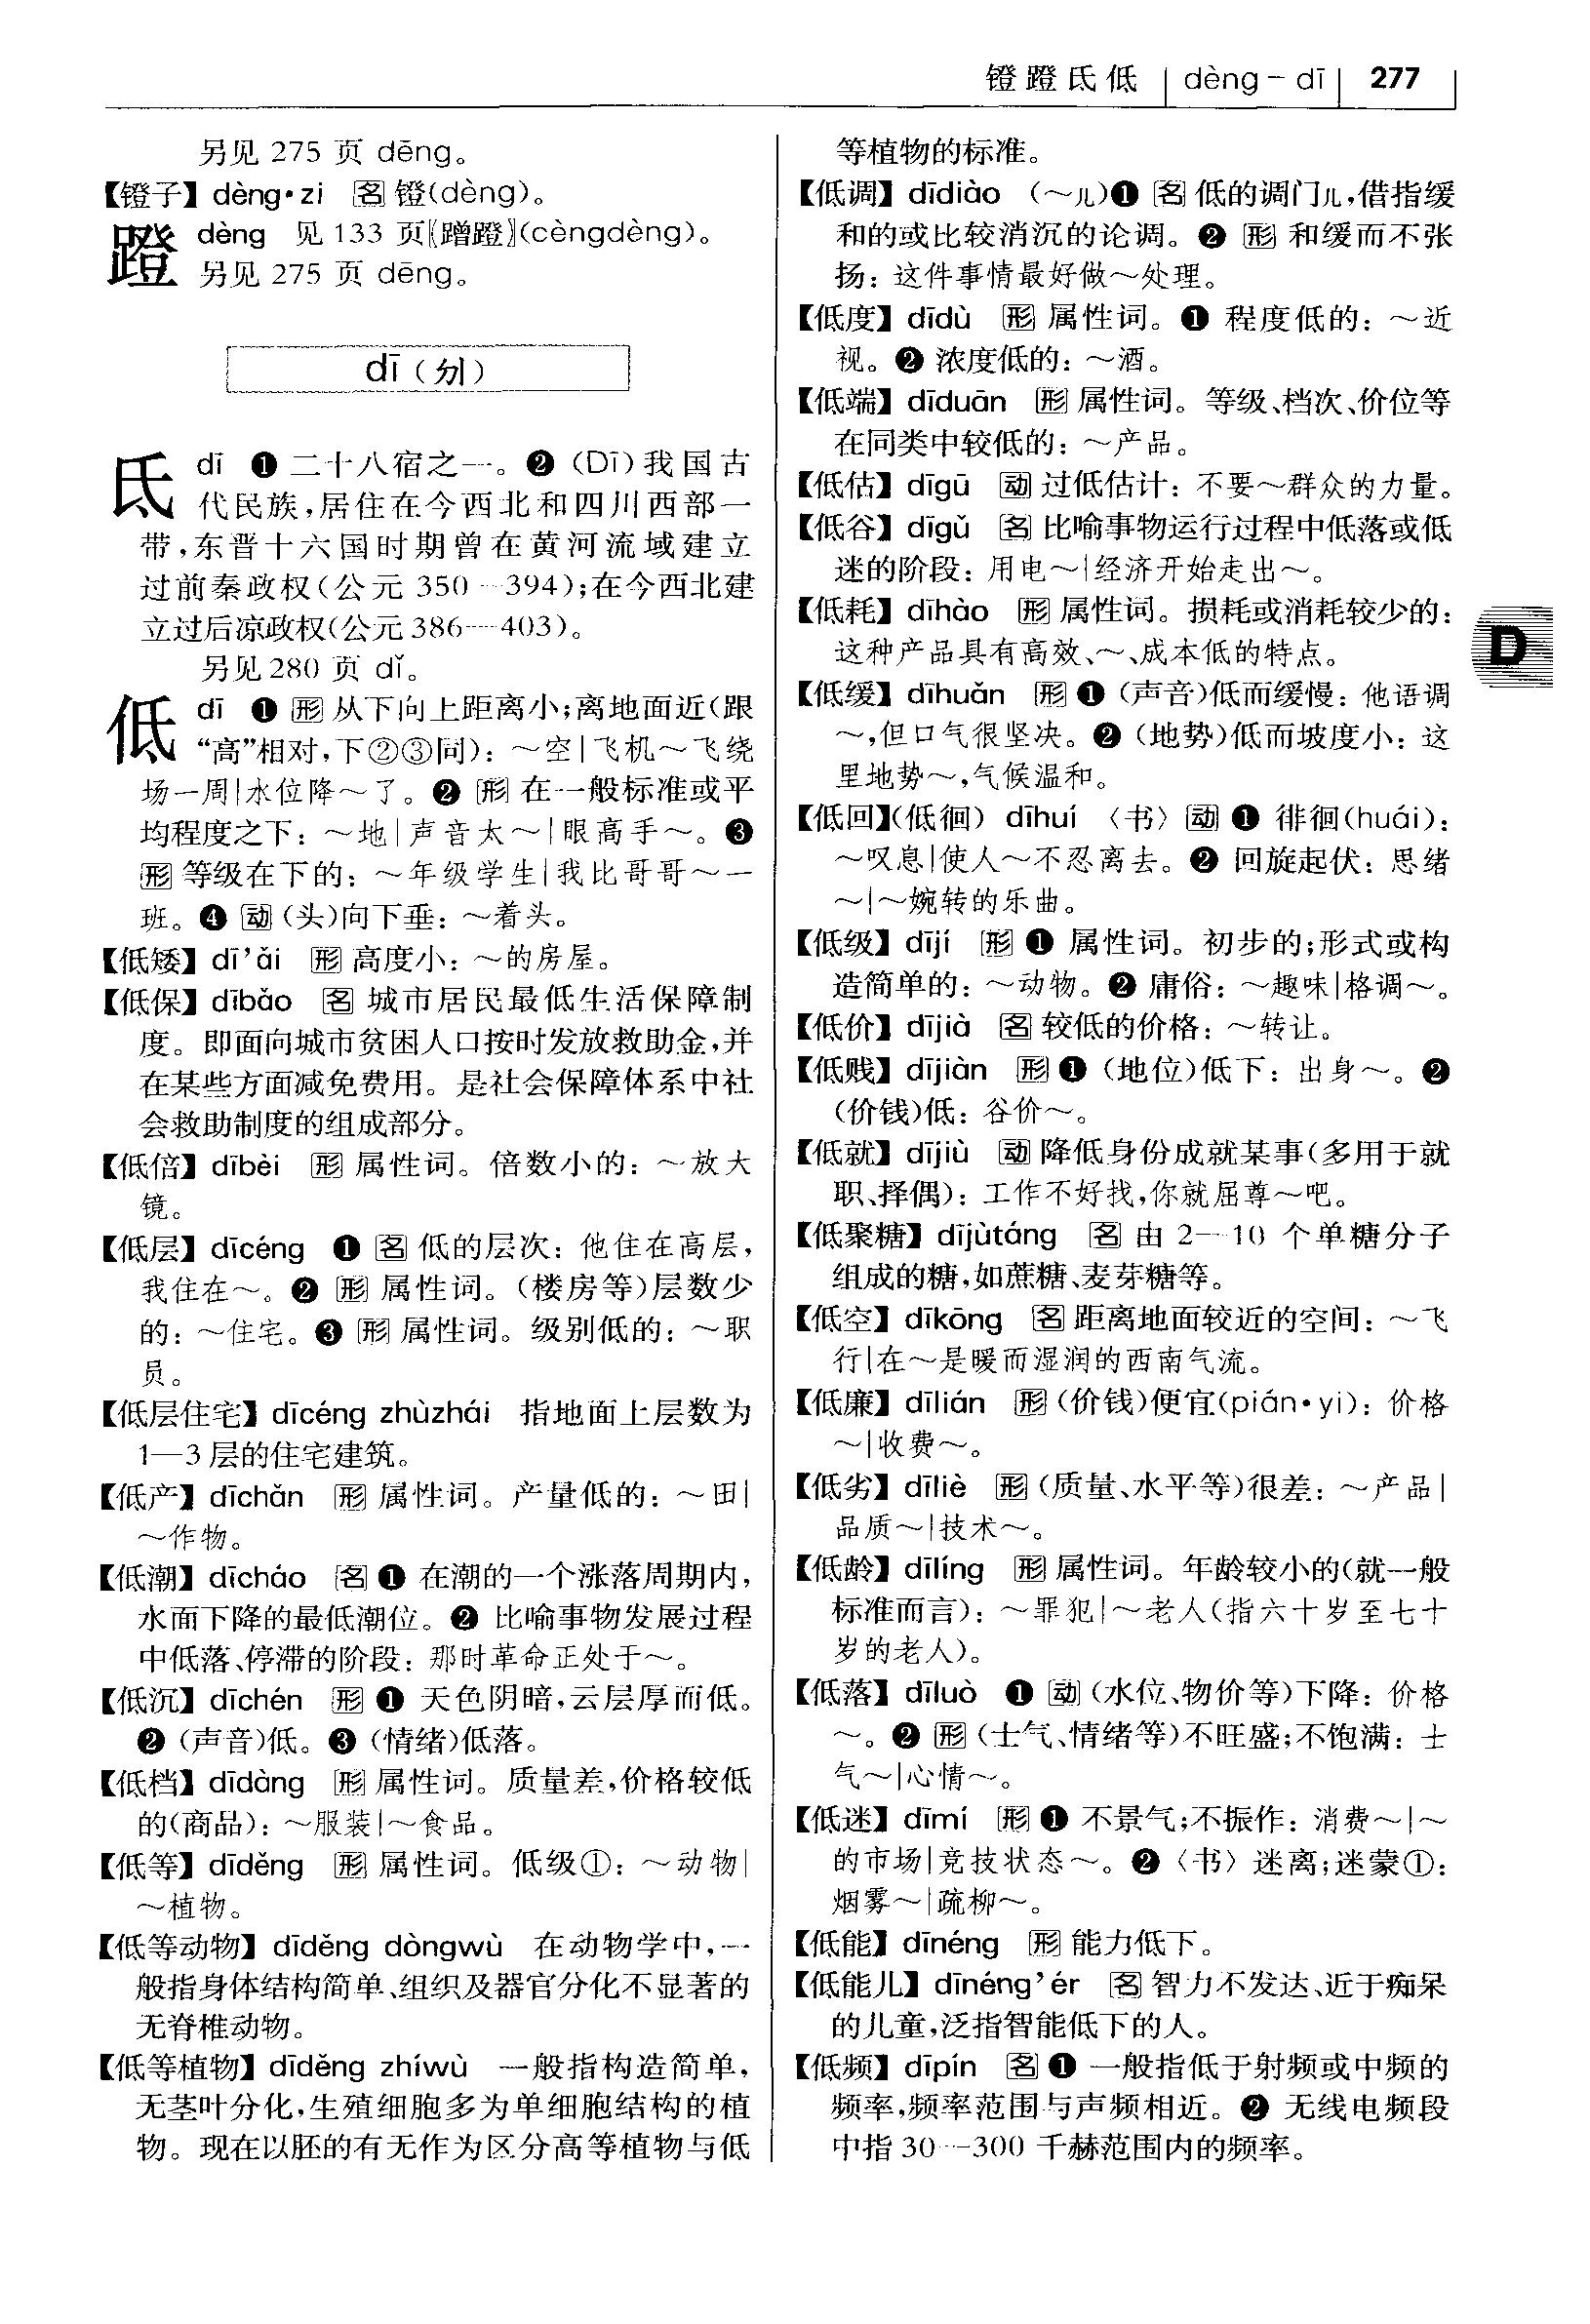 镫蹬氐低 dèng-dī 277
另见 275 页 dēng。
【镫子】dèng·zi 名 镫(dèng)。
蹬 dèng 见 133 页〖蹭蹬〗(cèngdèng)。
另见 275 页 dēng。
dī（ㄉㄧ）
氐 dī ❶ 二十八宿之一。❷ (Dī)我国古
代民族,居住在今西北和四川西部一
带,东晋十六国时期曾在黄河流域建立
过前秦政权(公元 350—394);在今西北建
立过后凉政权(公元 386—403)。
另见 280 页 dǐ。
低 dī ❶ 形 从下向上距离小;离地面近(跟
“高”相对,下②③同)：～空|飞机～飞绕
场一周|水位降～了。❷ 形 在一般标准或平
均程度之下：～地|声音太～|眼高手～。❸
形 等级在下的：～年级学生|我比哥哥～一
班。❹ 动 (头)向下垂：～着头。
【低矮】dī’ǎi 形 高度小：～的房屋。
【低保】dībǎo 名 城市居民最低生活保障制
度。即面向城市贫困人口按时发放救助金,并
在某些方面减免费用。是社会保障体系中社
会救助制度的组成部分。
【低倍】dībèi 形 属性词。倍数小的：～放大
镜。
【低层】dīcéng ❶ 名 低的层次：他住在高层,
我住在～。❷ 形 属性词。(楼房等)层数少
的：～住宅。❸ 形 属性词。级别低的：～职
员。
【低层住宅】dīcéng zhùzhái 指地面上层数为
1—3 层的住宅建筑。
【低产】dīchǎn 形 属性词。产量低的：～田|
～作物。
【低潮】dīcháo 名 ❶ 在潮的一个涨落周期内,
水面下降的最低潮位。❷ 比喻事物发展过程
中低落、停滞的阶段：那时革命正处于～。
【低沉】dīchén 形 ❶ 天色阴暗,云层厚而低。
❷ (声音)低。❸ (情绪)低落。
【低档】dīdàng 形 属性词。质量差,价格较低
的(商品)：～服装|～食品。
【低等】dīděng 形 属性词。低级①：～动物|
～植物。
【低等动物】dīděng dòngwù 在动物学中,一
般指身体结构简单、组织及器官分化不显著的
无脊椎动物。
【低等植物】dīděng zhíwù 一般指构造简单,
无茎叶分化,生殖细胞多为单细胞结构的植
物。现在以胚的有无作为区分高等植物与低
等植物的标准。
【低调】dīdiào (～儿)❶ 名 低的调门儿,借指缓
和的或比较消沉的论调。❷ 形 和缓而不张
扬：这件事情最好做～处理。
【低度】dīdù 形 属性词。❶ 程度低的：～近
视。❷ 浓度低的：～酒。
【低端】dīduān 形 属性词。等级、档次、价位等
在同类中较低的：～产品。
【低估】dīgū 动 过低估计：不要～群众的力量。
【低谷】dīgǔ 名 比喻事物运行过程中低落或低
迷的阶段：用电～|经济开始走出～。
【低耗】dīhào 形 属性词。损耗或消耗较少的：
这种产品具有高效、～、成本低的特点。
【低缓】dīhuǎn 形 ❶ (声音)低而缓慢：他语调
～,但口气很坚决。❷ (地势)低而坡度小：这
里地势～,气候温和。
【低回】(低徊) dīhuí 〈书〉动 ❶ 徘徊(huái)：
～叹息|使人～不忍离去。❷ 回旋起伏：思绪
～|～婉转的乐曲。
【低级】dījí 形 ❶ 属性词。初步的;形式或构
造简单的：～动物。❷ 庸俗：～趣味|格调～。
【低价】dījià 名 较低的价格：～转让。
【低贱】dījiàn 形 ❶ (地位)低下：出身～。❷
(价钱)低：谷价～。
【低就】dījiù 动 降低身份成就某事(多用于就
职、择偶)：工作不好找,你就屈尊～吧。
【低聚糖】dījùtáng 名 由 2—10 个单糖分子
组成的糖,如蔗糖、麦芽糖等。
【低空】dīkōng 名 距离地面较近的空间：～飞
行|在～是暖而湿润的西南气流。
【低廉】dīlián 形 (价钱)便宜(pián·yi)：价格
～|收费～。
【低劣】dīliè 形 (质量、水平等)很差：～产品|
品质～|技术～。
【低龄】dīlíng 形 属性词。年龄较小的(就一般
标准而言)：～罪犯|～老人(指六十岁至七十
岁的老人)。
【低落】dīluò ❶ 动 (水位、物价等)下降：价格
～。❷ 形 (士气、情绪等)不旺盛;不饱满：士
气～|心情～。
【低迷】dīmí 形 ❶ 不景气;不振作：消费～|～
的市场|竞技状态～。❷〈书〉迷离;迷蒙①：
烟雾～|疏柳～。
【低能】dīnéng 形 能力低下。
【低能儿】dīnéng’ér 名 智力不发达、近于痴呆
的儿童,泛指智能低下的人。
【低频】dīpín 名 ❶ 一般指低于射频或中频的
频率,频率范围与声频相近。❷ 无线电频段
中指 30—300 千赫范围内的频率。
D